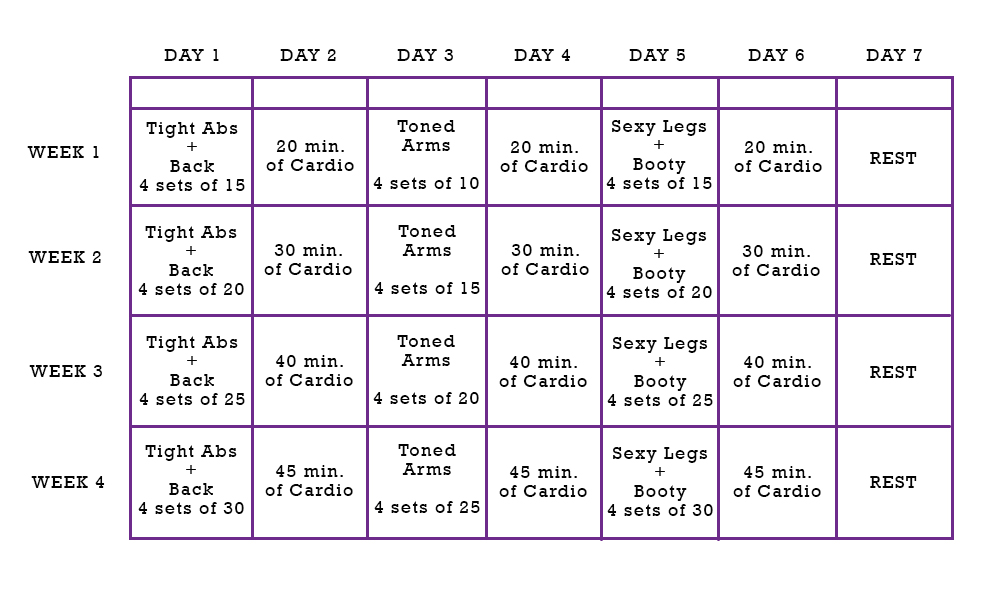 DAY 1 DAY 2 DAY 3 DAY 4 DAY 5 DAY 6 DAY 7
WEEK 1
Tight Abs
+
Back
4 sets of 15
20 min.
of Cardio
Toned
Arms
4 sets of 10
20 min.
of Cardio
Sexy Legs
+
Booty
4 sets of 15
20 min.
of Cardio
REST
WEEK 2
Tight Abs
+
Back
4 sets of 20
30 min.
of Cardio
Toned
Arms
4 sets of 15
30 min.
of Cardio
Sexy Legs
+
Booty
4 sets of 20
30 min.
of Cardio
REST
WEEK 3
Tight Abs
+
Back
4 sets of 25
40 min.
of Cardio
Toned
Arms
4 sets of 20
40 min.
of Cardio
Sexy Legs
+
Booty
4 sets of 25
40 min.
of Cardio
REST
WEEK 4
Tight Abs
+
Back
4 sets of 30
45 min.
of Cardio
Toned
Arms
4 sets of 25
45 min.
of Cardio
Sexy Legs
+
Booty
4 sets of 30
45 min.
of Cardio
REST